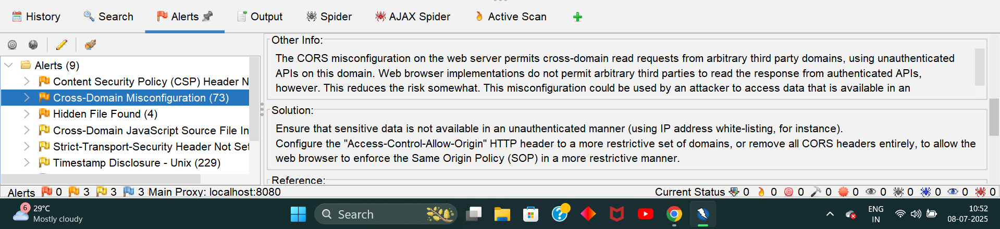 History
Search
Alerts
Output
Spider
AJAX Spider
Active Scan
Alerts (9)
Content Security Policy (CSP) Header N
Cross-Domain Misconfiguration (73)
Hidden File Found (4)
Cross-Domain JavaScript Source File In
Strict-Transport-Security Header Not Set
Timestamp Disclosure - Unix (229)
Other Info:
The CORS misconfiguration on the web server permits cross-domain read requests from arbitrary third party domains, using unauthenticated
APIs on this domain. Web browser implementations do not permit arbitrary third parties to read the response from authenticated APIs,
however. This reduces the risk somewhat. This misconfiguration could be used by an attacker to access data that is available in an
Solution:
Ensure that sensitive data is not available in an unauthenticated manner (using IP address white-listing, for instance).
Configure the "Access-Control-Allow-Origin" HTTP header to a more restrictive set of domains, or remove all CORS headers entirely, to allow the
web browser to enforce the Same Origin Policy (SOP) in a more restrictive manner.
Reference:
Alerts 0 3 3 3 Main Proxy: localhost:8080
Current Status 0 0 0 0 0 0 0 0 0 0
6
29°C
Mostly cloudy
Search
ENG
IN
10:52
08-07-2025